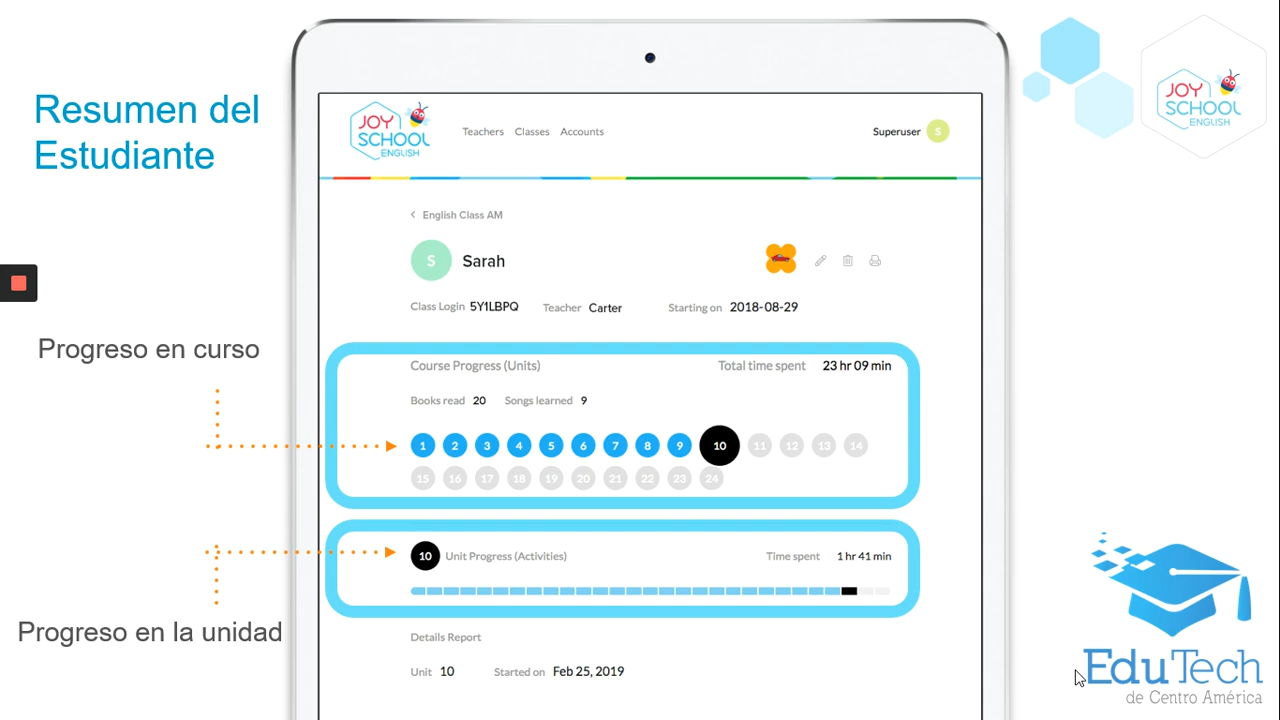 Resumen del
Estudiante
JOY
SCHOOL
ENGLISH
Teachers Classes Accounts
Superuser S
JOY
SCHOOL
ENGLISH
English Class AM
S Sarah
Class Login 5Y1LBPQ Teacher Carter Starting on 2018-08-29
Progreso en curso
Course Progress (Units) Total time spent 23 hr 09 min
Books read 20 Songs learned 9
1 2 3 4 5 6 7 8 9 10 11 12 13 14
15 16 17 18 19 20 21 22 23 24
10 Unit Progress (Activities) Time spent 1 hr 41 min
Progreso en la unidad
Details Report
Unit 10 Started on Feb 25, 2019
EduTech
de Centro América